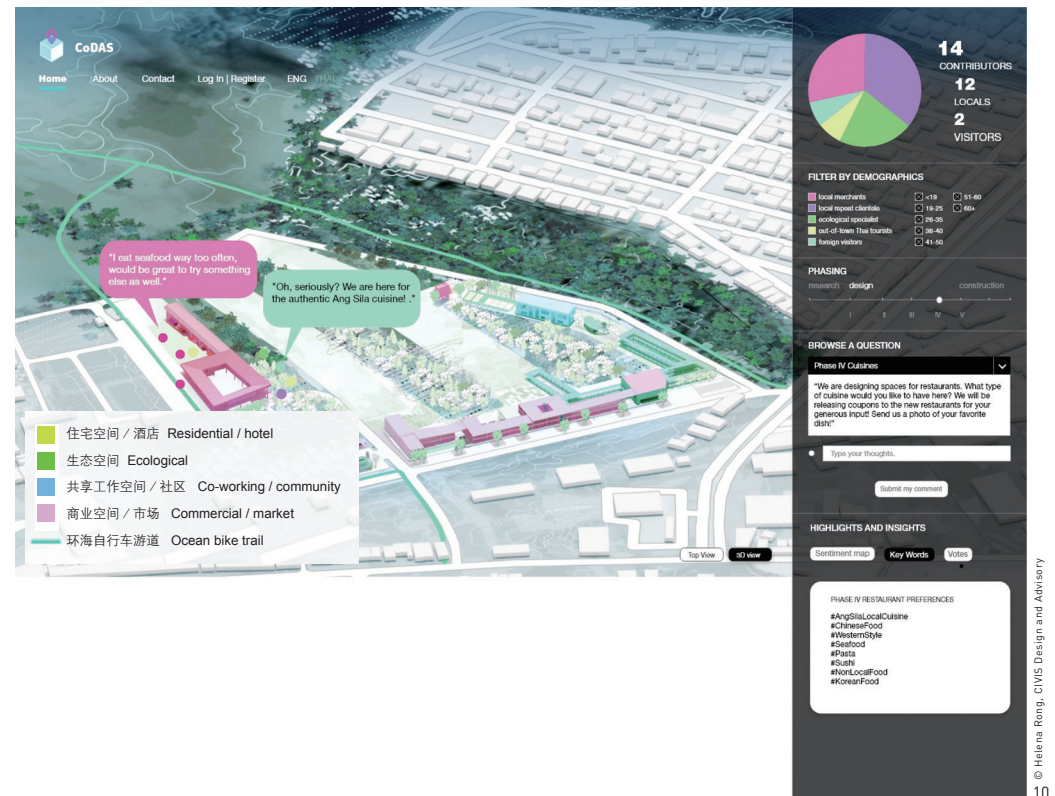 CoDAS
Home About Contact Log In | Register ENG THAI
"I eat seafood way too often,
would be great to try something
else as well."
"Oh, seriously? We are here for
the authentic Ang Sila cuisine! ."
住宅空间／酒店 Residential / hotel
生态空间 Ecological
共享工作空间／社区 Co-working / community
商业空间／市场 Commercial / market
环海自行车游道 Ocean bike trail
Top View 3D view
14
CONTRIBUTORS
12
LOCALS
2
VISITORS
FILTER BY DEMOGRAPHICS
local merchants <19 51-60
local repeat clientale 19-25 60+
ecological specialist 26-35
out-of-town Thai tourists 36-40
foreign visitors 41-50
PHASING
research design construction
I II III IV V
BROWSE A QUESTION
Phase IV Cuisines
"We are designing spaces for restaurants. What type
of cuisine would you like to have here? We will be
releasing coupons to the new restaurants for your
generous input! Send us a photo of your favorite
dish!"
Type your thoughts.
Submit my comment
HIGHLIGHTS AND INSIGHTS
Sentiment map Key Words Votes
PHASE IV RESTAURANT PREFERENCES
#AngSilaLocalCuisine
#ChineseFood
#WesternStyle
#Seafood
#Pasta
#Sushi
#NonLocalFood
#KoreanFood
© Helena Rong, CIVIS Design and Advisory
10